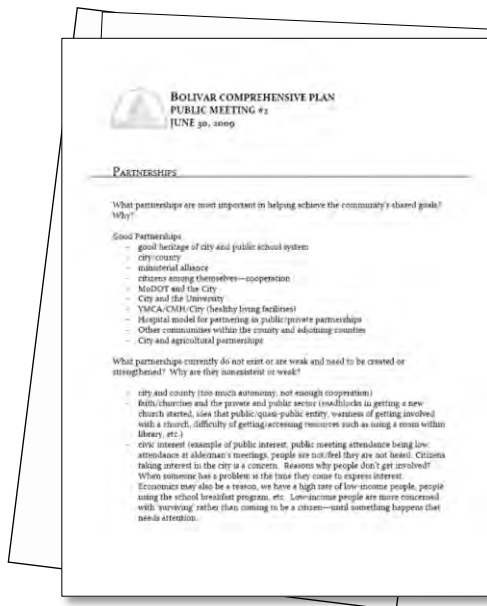 BOLIVAR COMPREHENSIVE PLAN
PUBLIC MEETING #2
JUNE 30, 2009
PARTNERSHIPS
What partnerships are most important in helping achieve the community's shared goals?
Why?
Good Partnerships
- good heritage of city and public school system
- city/county
- ministerial alliance
- citizens among themselves—cooperation
- MoDOT and the City
- City and the University
- YMCA/CMH/City (healthy living facilities)
- Hospital model for partnering in public/private partnerships
- Other communities within the county and adjoining counties
- City and agricultural partnerships
What partnerships currently do not exist or are weak and need to be created or
strengthened? Why are they nonexistent or weak?
- city and county (too much autonomy, not enough cooperation)
- faith/churches and the private and public sector (roadblocks in getting a new
church started, idea that public/quasi-public entity, wariness of getting involved
with a church, difficulty of getting/accessing resources such as using a room within
library, etc.)
- civic interest (example of public interest, public meeting attendance being low,
attendance at alderman's meetings, people are not/feel they are not heard. Citizens
taking interest in the city is a concern. Reasons why people don't get involved?
When someone has a problem is the time they come to express interest.
Economics may also be a reason, we have a high rate of low-income people, people
using the school breakfast program, etc. Low-income people are more concerned
with 'surviving' rather than coming to be a citizen—until something happens that
needs attention.